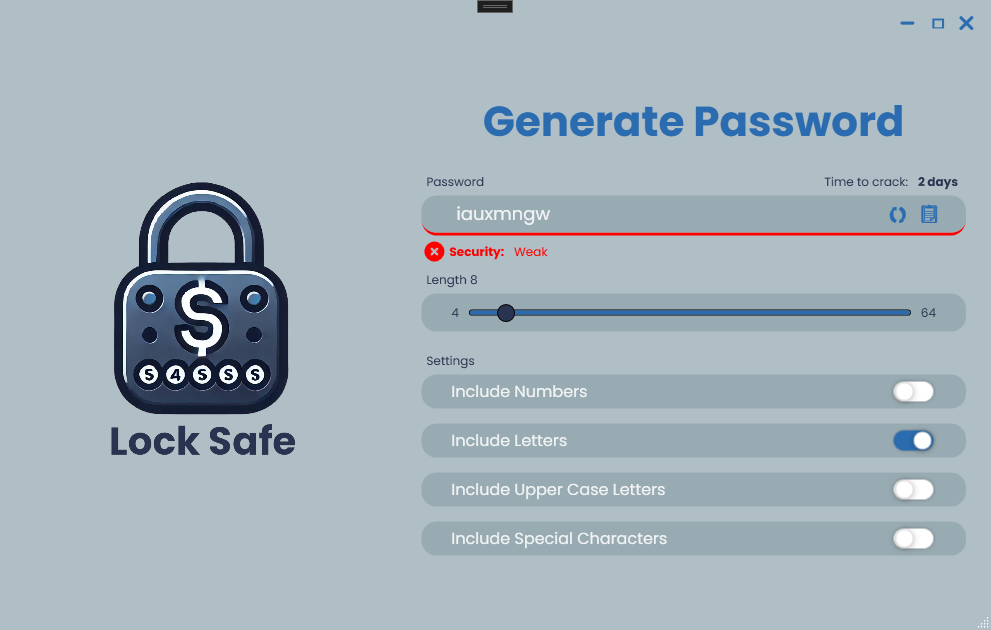 Generate Password
Password
Time to crack: 2 days
iauxmngw
Security: Weak
Length 8
4
64
Settings
Include Numbers
Include Letters
Include Upper Case Letters
Include Special Characters
$
S 4 S S S
Lock Safe